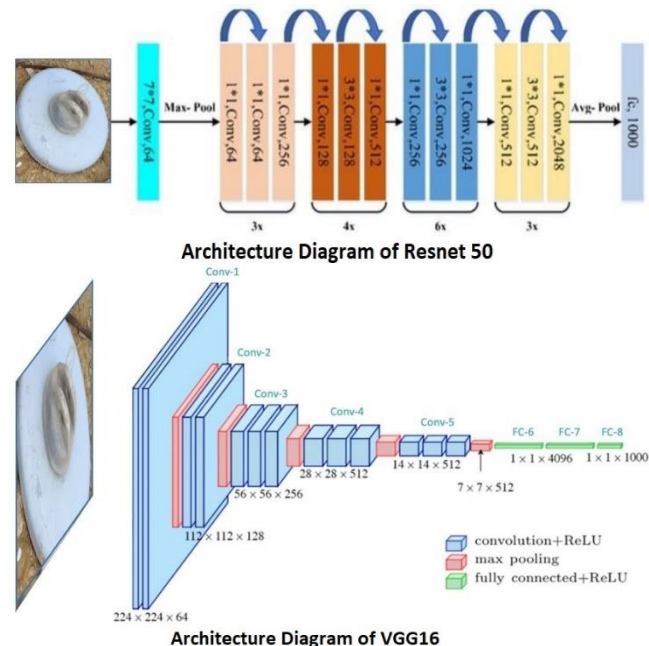 7*7,Conv,64
Max- Pool
1*1,Conv,64
1*1,Conv,64
1*1,Conv,256
1*1,Conv,128
3*3,Conv,128
1*1,Conv,512
1*1,Conv,256
3*3,Conv,256
1*1,Conv,1024
1*1,Conv,512
3*3,Conv,512
1*1,Conv,2048
Avg- Pool
fc, 1000
3x
4x
6x
3x
Architecture Diagram of Resnet 50
Conv-1
Conv-2
Conv-3
Conv-4
Conv-5
FC-6
FC-7
FC-8
1 × 1 × 4096
1 × 1 × 1000
28 × 28 × 512
14 × 14 × 512
7 × 7 × 512
56 × 56 × 256
112 × 112 × 128
224 × 224 × 64
convolution+ReLU
max pooling
fully connected+ReLU
Architecture Diagram of VGG16